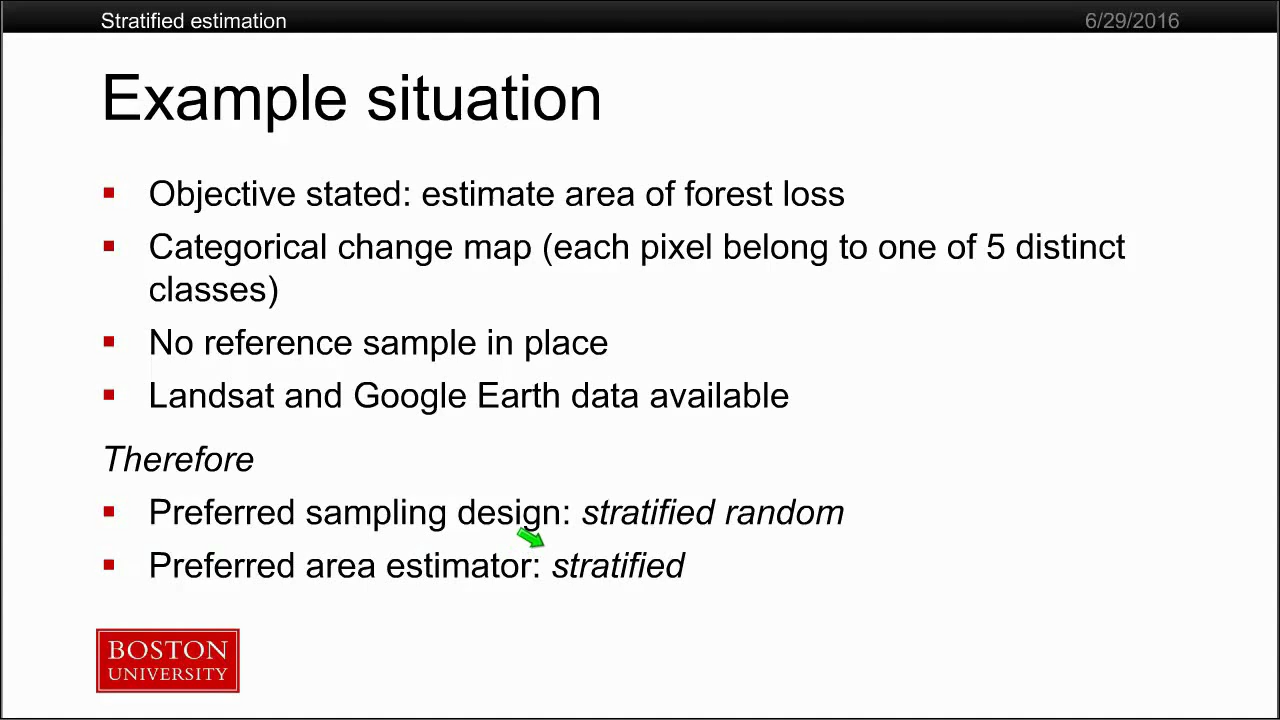 Stratified estimation 6/29/2016
Example situation
▪ Objective stated: estimate area of forest loss
▪ Categorical change map (each pixel belong to one of 5 distinct
classes)
▪ No reference sample in place
▪ Landsat and Google Earth data available
Therefore
▪ Preferred sampling design: stratified random
▪ Preferred area estimator: stratified
BOSTON
UNIVERSITY